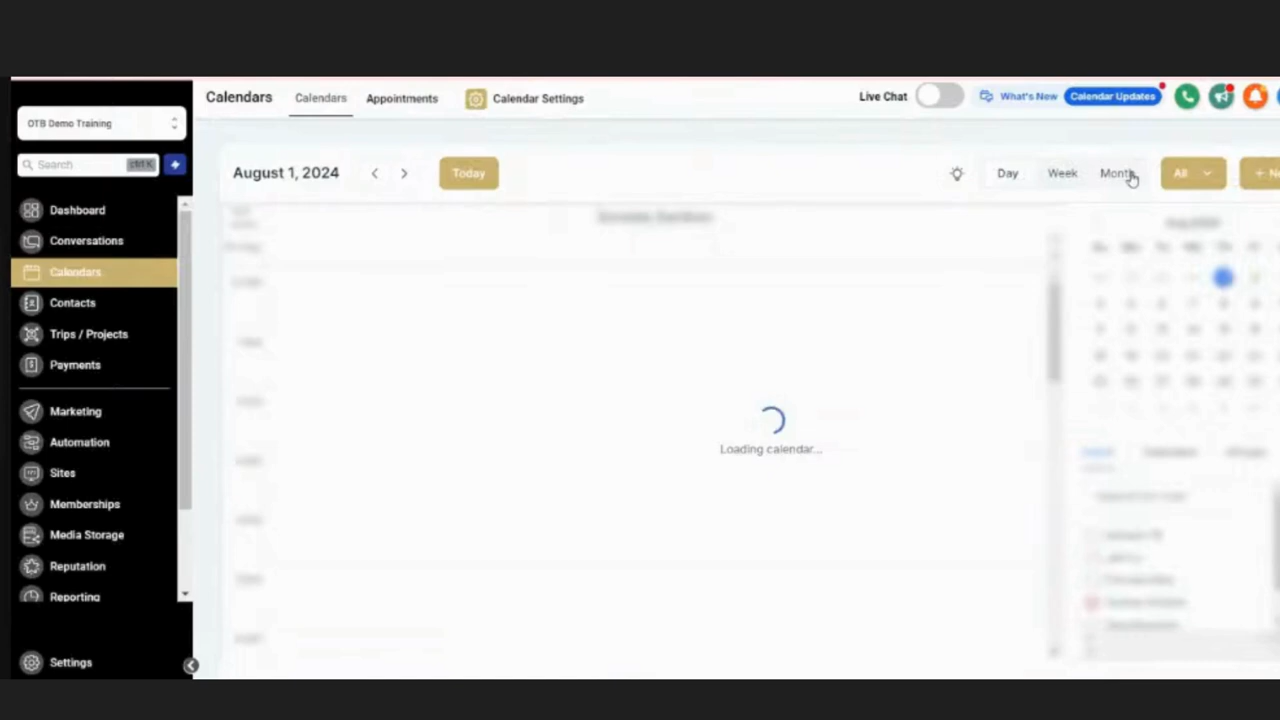 Calendars
Calendars
Appointments
Calendar Settings
Live Chat
What's New
Calendar Updates
OTB Demo Training
Search
ctrl K
August 1, 2024
Today
Day
Week
Month
All
+ Ne
Dashboard
Conversations
Calendars
Contacts
Trips / Projects
Payments
Marketing
Automation
Sites
Memberships
Media Storage
Reputation
Reporting
Settings
Loading calendar...